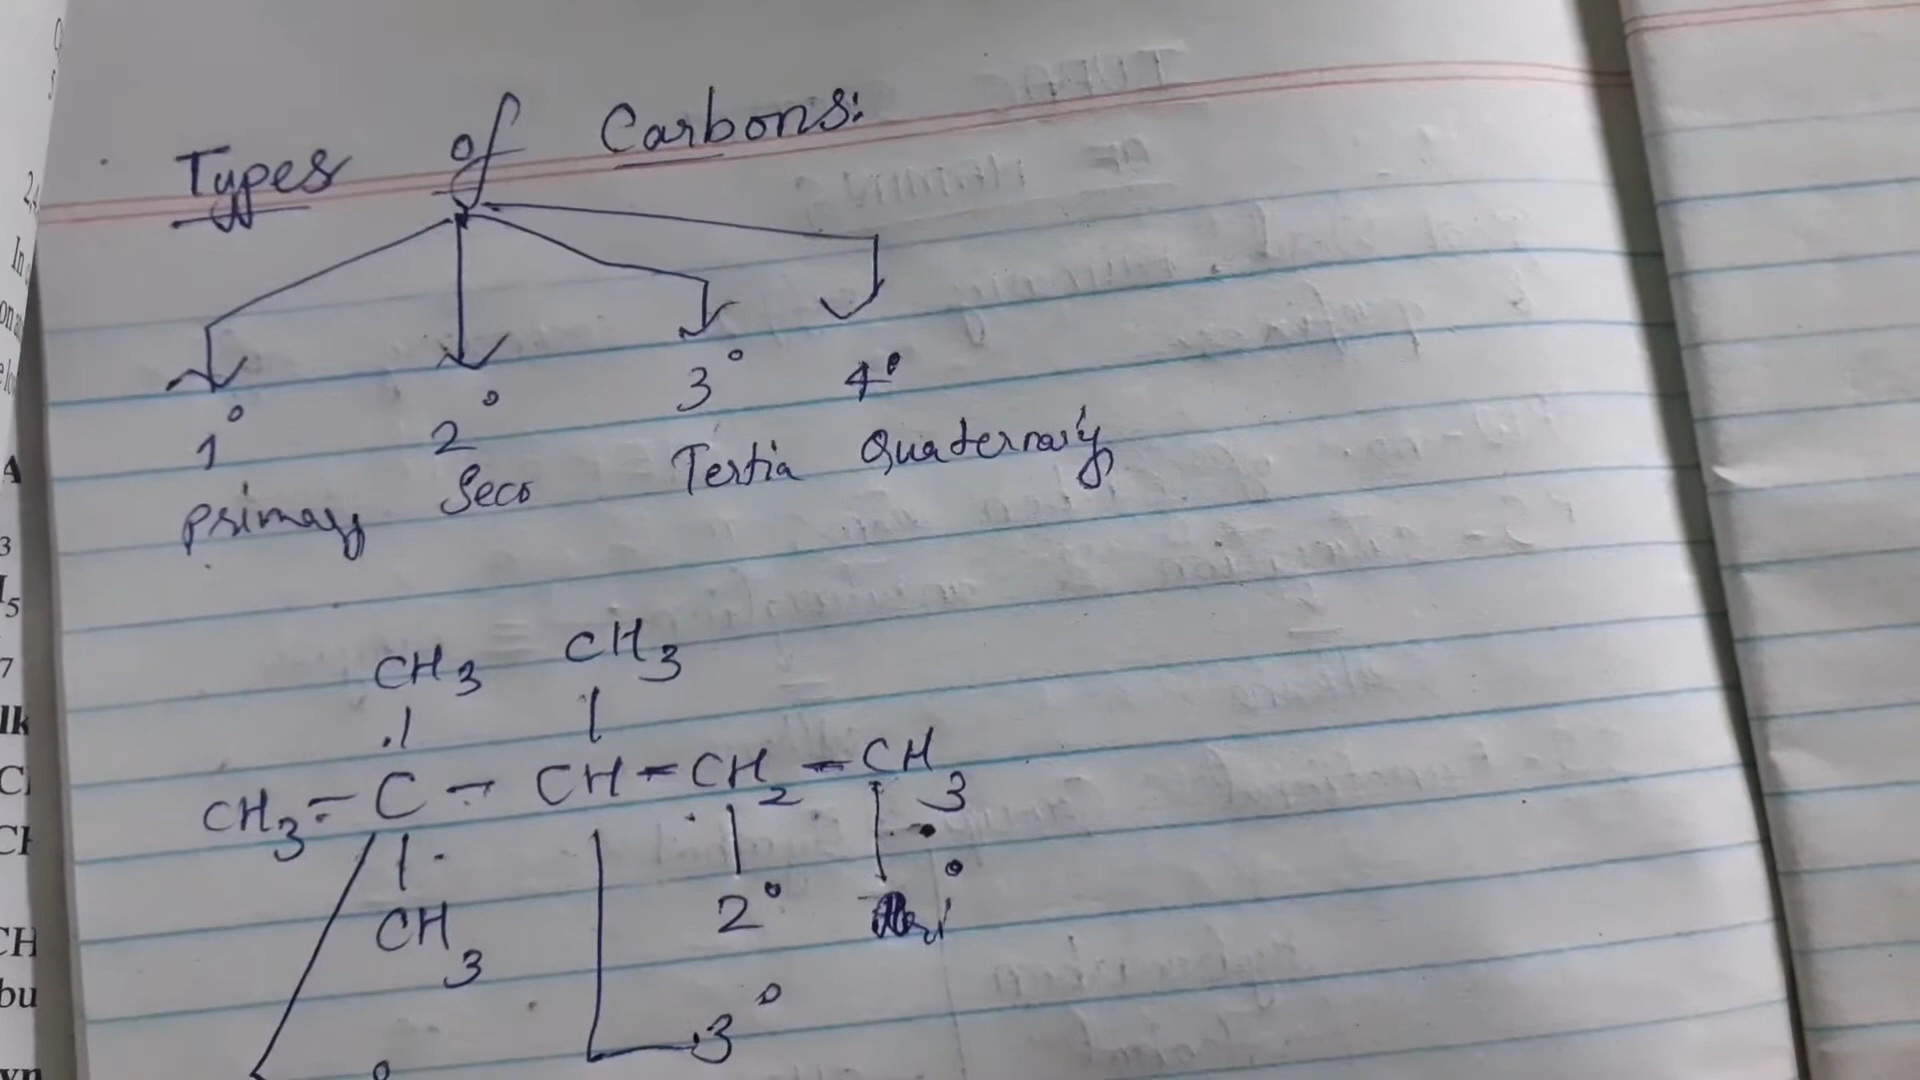 Types of Carbons:
1° 2° 3° 4°
primary Seco Tertia Quaternary
CH3 CH3
CH3 - C - CH - CH2 - CH3
CH3
2°
3°